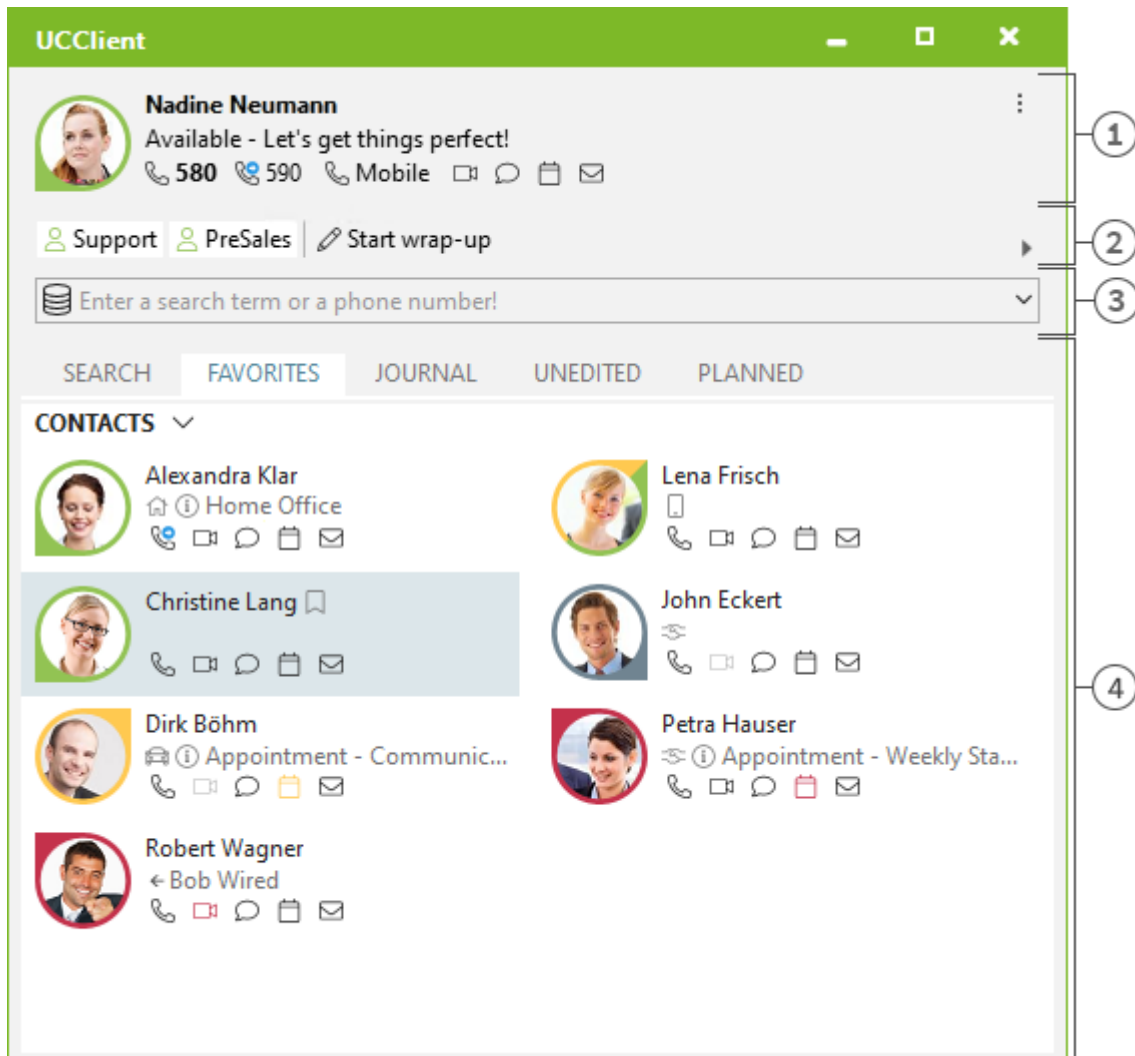 UCClient
Nadine Neumann
Available - Let's get things perfect!
580 590 Mobile
1
Support PreSales Start wrap-up
2
Enter a search term or a phone number!
3
SEARCH FAVORITES JOURNAL UNEDITED PLANNED
CONTACTS
Alexandra Klar
Home Office
Lena Frisch
Christine Lang
John Eckert
4
Dirk Böhm
Appointment - Communic...
Petra Hauser
Appointment - Weekly Sta...
Robert Wagner
Bob Wired